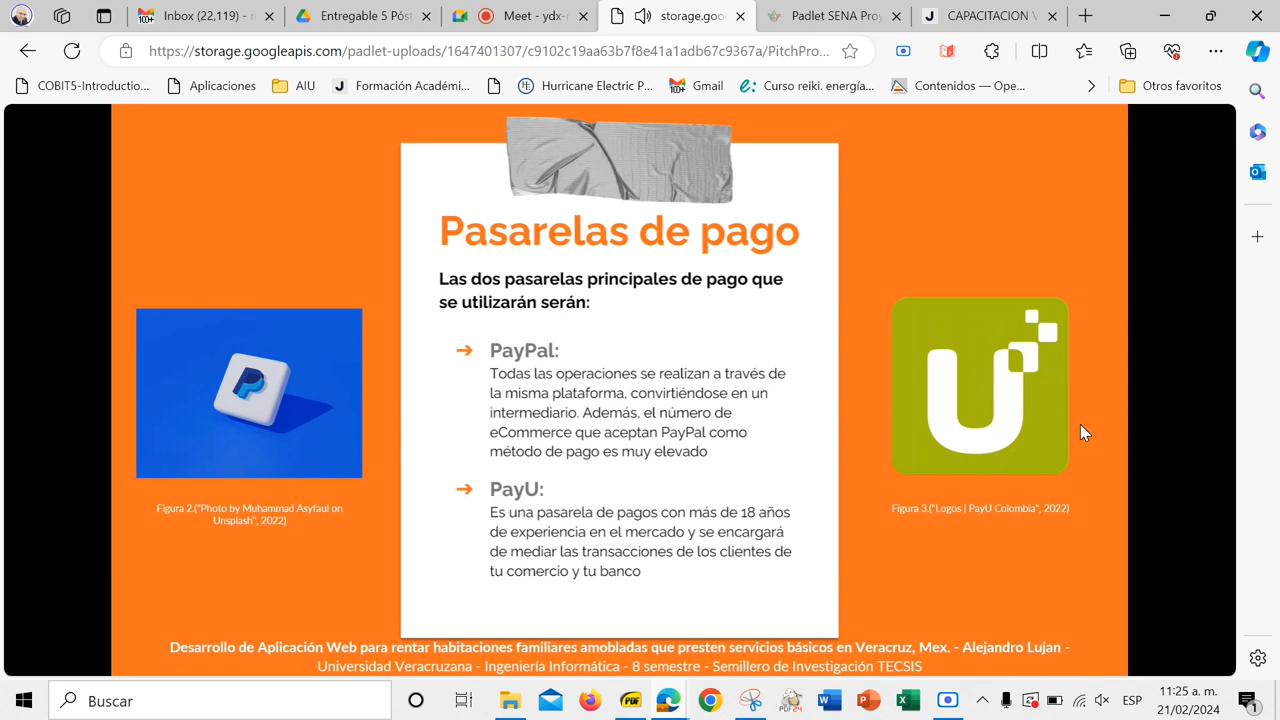 Inbox (22,119) - r
Entregable 5 Póst
Meet - ydx-r
storage.goog
Padlet SENA Proy
J CAPACITACION V
https://storage.googleapis.com/padlet-uploads/1647401307/c9102c19aa63b7f8e41a1adb67c9367a/PitchPro...
COBIT5-Introductio...
Aplicaciones
AIU
J Formación Académi...
Hurricane Electric P...
Gmail
Curso reiki. energía...
Contenidos — Ope...
Otros favoritos
Pasarelas de pago
Las dos pasarelas principales de pago que
se utilizarán serán:
➔ PayPal:
Todas las operaciones se realizan a través de
la misma plataforma, convirtiéndose en un
intermediario. Además, el número de
eCommerce que aceptan PayPal como
método de pago es muy elevado
➔ PayU:
Es una pasarela de pagos con más de 18 años
de experiencia en el mercado y se encargará
de mediar las transacciones de los clientes de
tu comercio y tu banco
Figura 2.("Photo by Muhammad Asyfaul on
Unsplash", 2022)
U
Figura 3.("Logos | PayU Colombia", 2022)
Desarrollo de Aplicación Web para rentar habitaciones familiares amobladas que presten servicios básicos en Veracruz, Mex. - Alejandro Lujan -
Universidad Veracruzana - Ingeniería Informática - 8 semestre - Semillero de Investigación TECSIS
Buscar
ESP
11:25 a. m.
21/02/2024